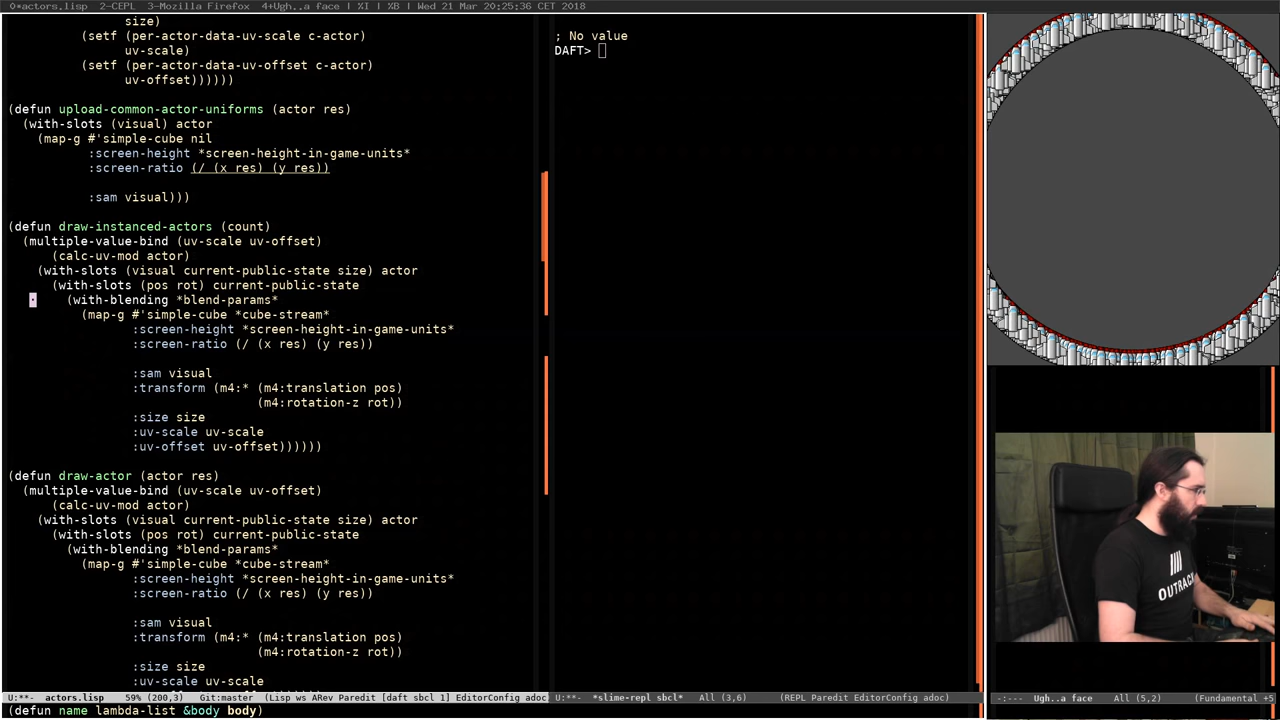 0*actors.lisp  2-CEPL  3-Mozilla Firefox  4+Ugh..a face | %I | %B | Wed 21 Mar 20:25:36 CET 2018
size)
(setf (per-actor-data-uv-scale c-actor)
uv-scale)
(setf (per-actor-data-uv-offset c-actor)
uv-offset))))))
(defun upload-common-actor-uniforms (actor res)
(with-slots (visual) actor
(map-g #'simple-cube nil
:screen-height *screen-height-in-game-units*
:screen-ratio (/ (x res) (y res))
:sam visual)))
(defun draw-instanced-actors (count)
(multiple-value-bind (uv-scale uv-offset)
(calc-uv-mod actor)
(with-slots (visual current-public-state size) actor
(with-slots (pos rot) current-public-state
(with-blending *blend-params*
(map-g #'simple-cube *cube-stream*
:screen-height *screen-height-in-game-units*
:screen-ratio (/ (x res) (y res))
:sam visual
:transform (m4:* (m4:translation pos)
(m4:rotation-z rot))
:size size
:uv-scale uv-scale
:uv-offset uv-offset))))))
(defun draw-actor (actor res)
(multiple-value-bind (uv-scale uv-offset)
(calc-uv-mod actor)
(with-slots (visual current-public-state size) actor
(with-slots (pos rot) current-public-state
(with-blending *blend-params*
(map-g #'simple-cube *cube-stream*
:screen-height *screen-height-in-game-units*
:screen-ratio (/ (x res) (y res))
:sam visual
:transform (m4:* (m4:translation pos)
(m4:rotation-z rot))
:size size
:uv-scale uv-scale
U:**-  actors.lisp    59% (200,3)    Git:master  (Lisp ws ARev Paredit [daft sbcl 1] EditorConfig adoc
(defun name lambda-list &body body)
; No value
DAFT>
U:**-  *slime-repl sbcl*   All (3,6)    (REPL Paredit EditorConfig adoc)
OUTRACK
-:---  Ugh..a face    All (5,2)    (Fundamental +5